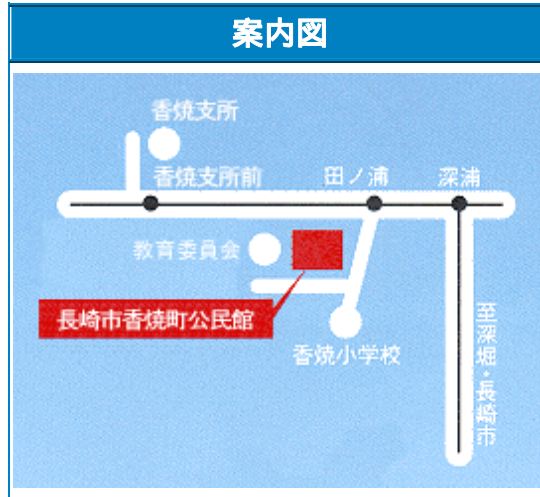 案内図
香焼支所
香焼支所前
田ノ浦
深浦
教育委員会
長崎市香焼町公民館
香焼小学校
至深堀・長崎市